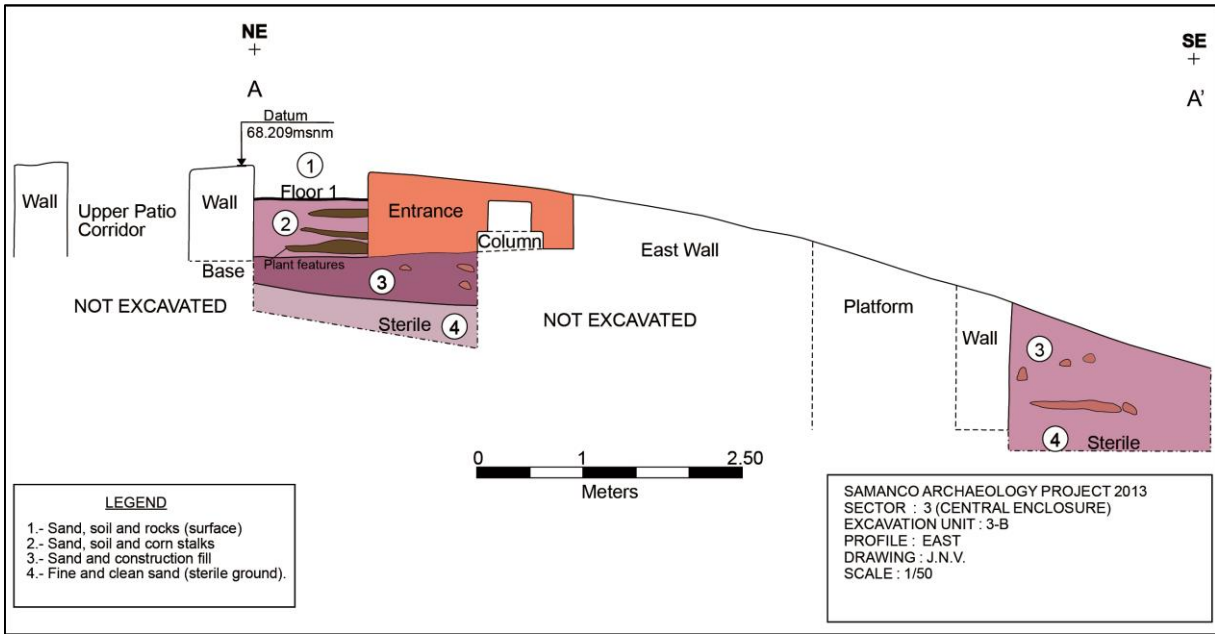 NE
SE
A
A'
Datum
68.209msnm
1
Floor 1
Wall
Upper Patio
Corridor
Wall
2
Entrance
Column
Plant features
Base
3
East Wall
NOT EXCAVATED
NOT EXCAVATED
Sterile 4
Platform
Wall
3
4 Sterile
0 1 2.50
Meters
LEGEND
1.- Sand, soil and rocks (surface)
2.- Sand, soil and corn stalks
3.- Sand and construction fill
4.- Fine and clean sand (sterile ground).
SAMANCO ARCHAEOLOGY PROJECT 2013
SECTOR : 3 (CENTRAL ENCLOSURE)
EXCAVATION UNIT : 3-B
PROFILE : EAST
DRAWING : J.N.V.
SCALE : 1/50